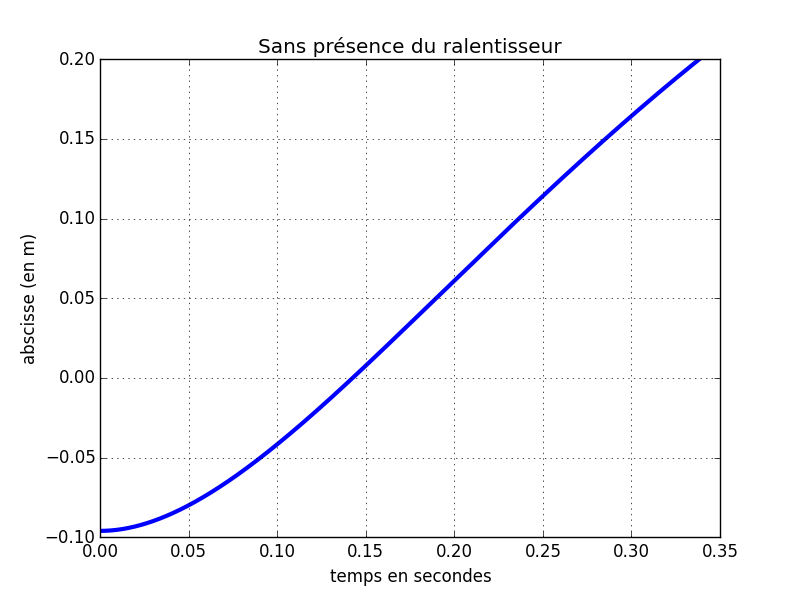 Sans présence du ralentisseur
0.20
0.15
0.10
0.05
0.00
−0.05
−0.10
abscisse (en m)
0.00 0.05 0.10 0.15 0.20 0.25 0.30 0.35
temps en secondes